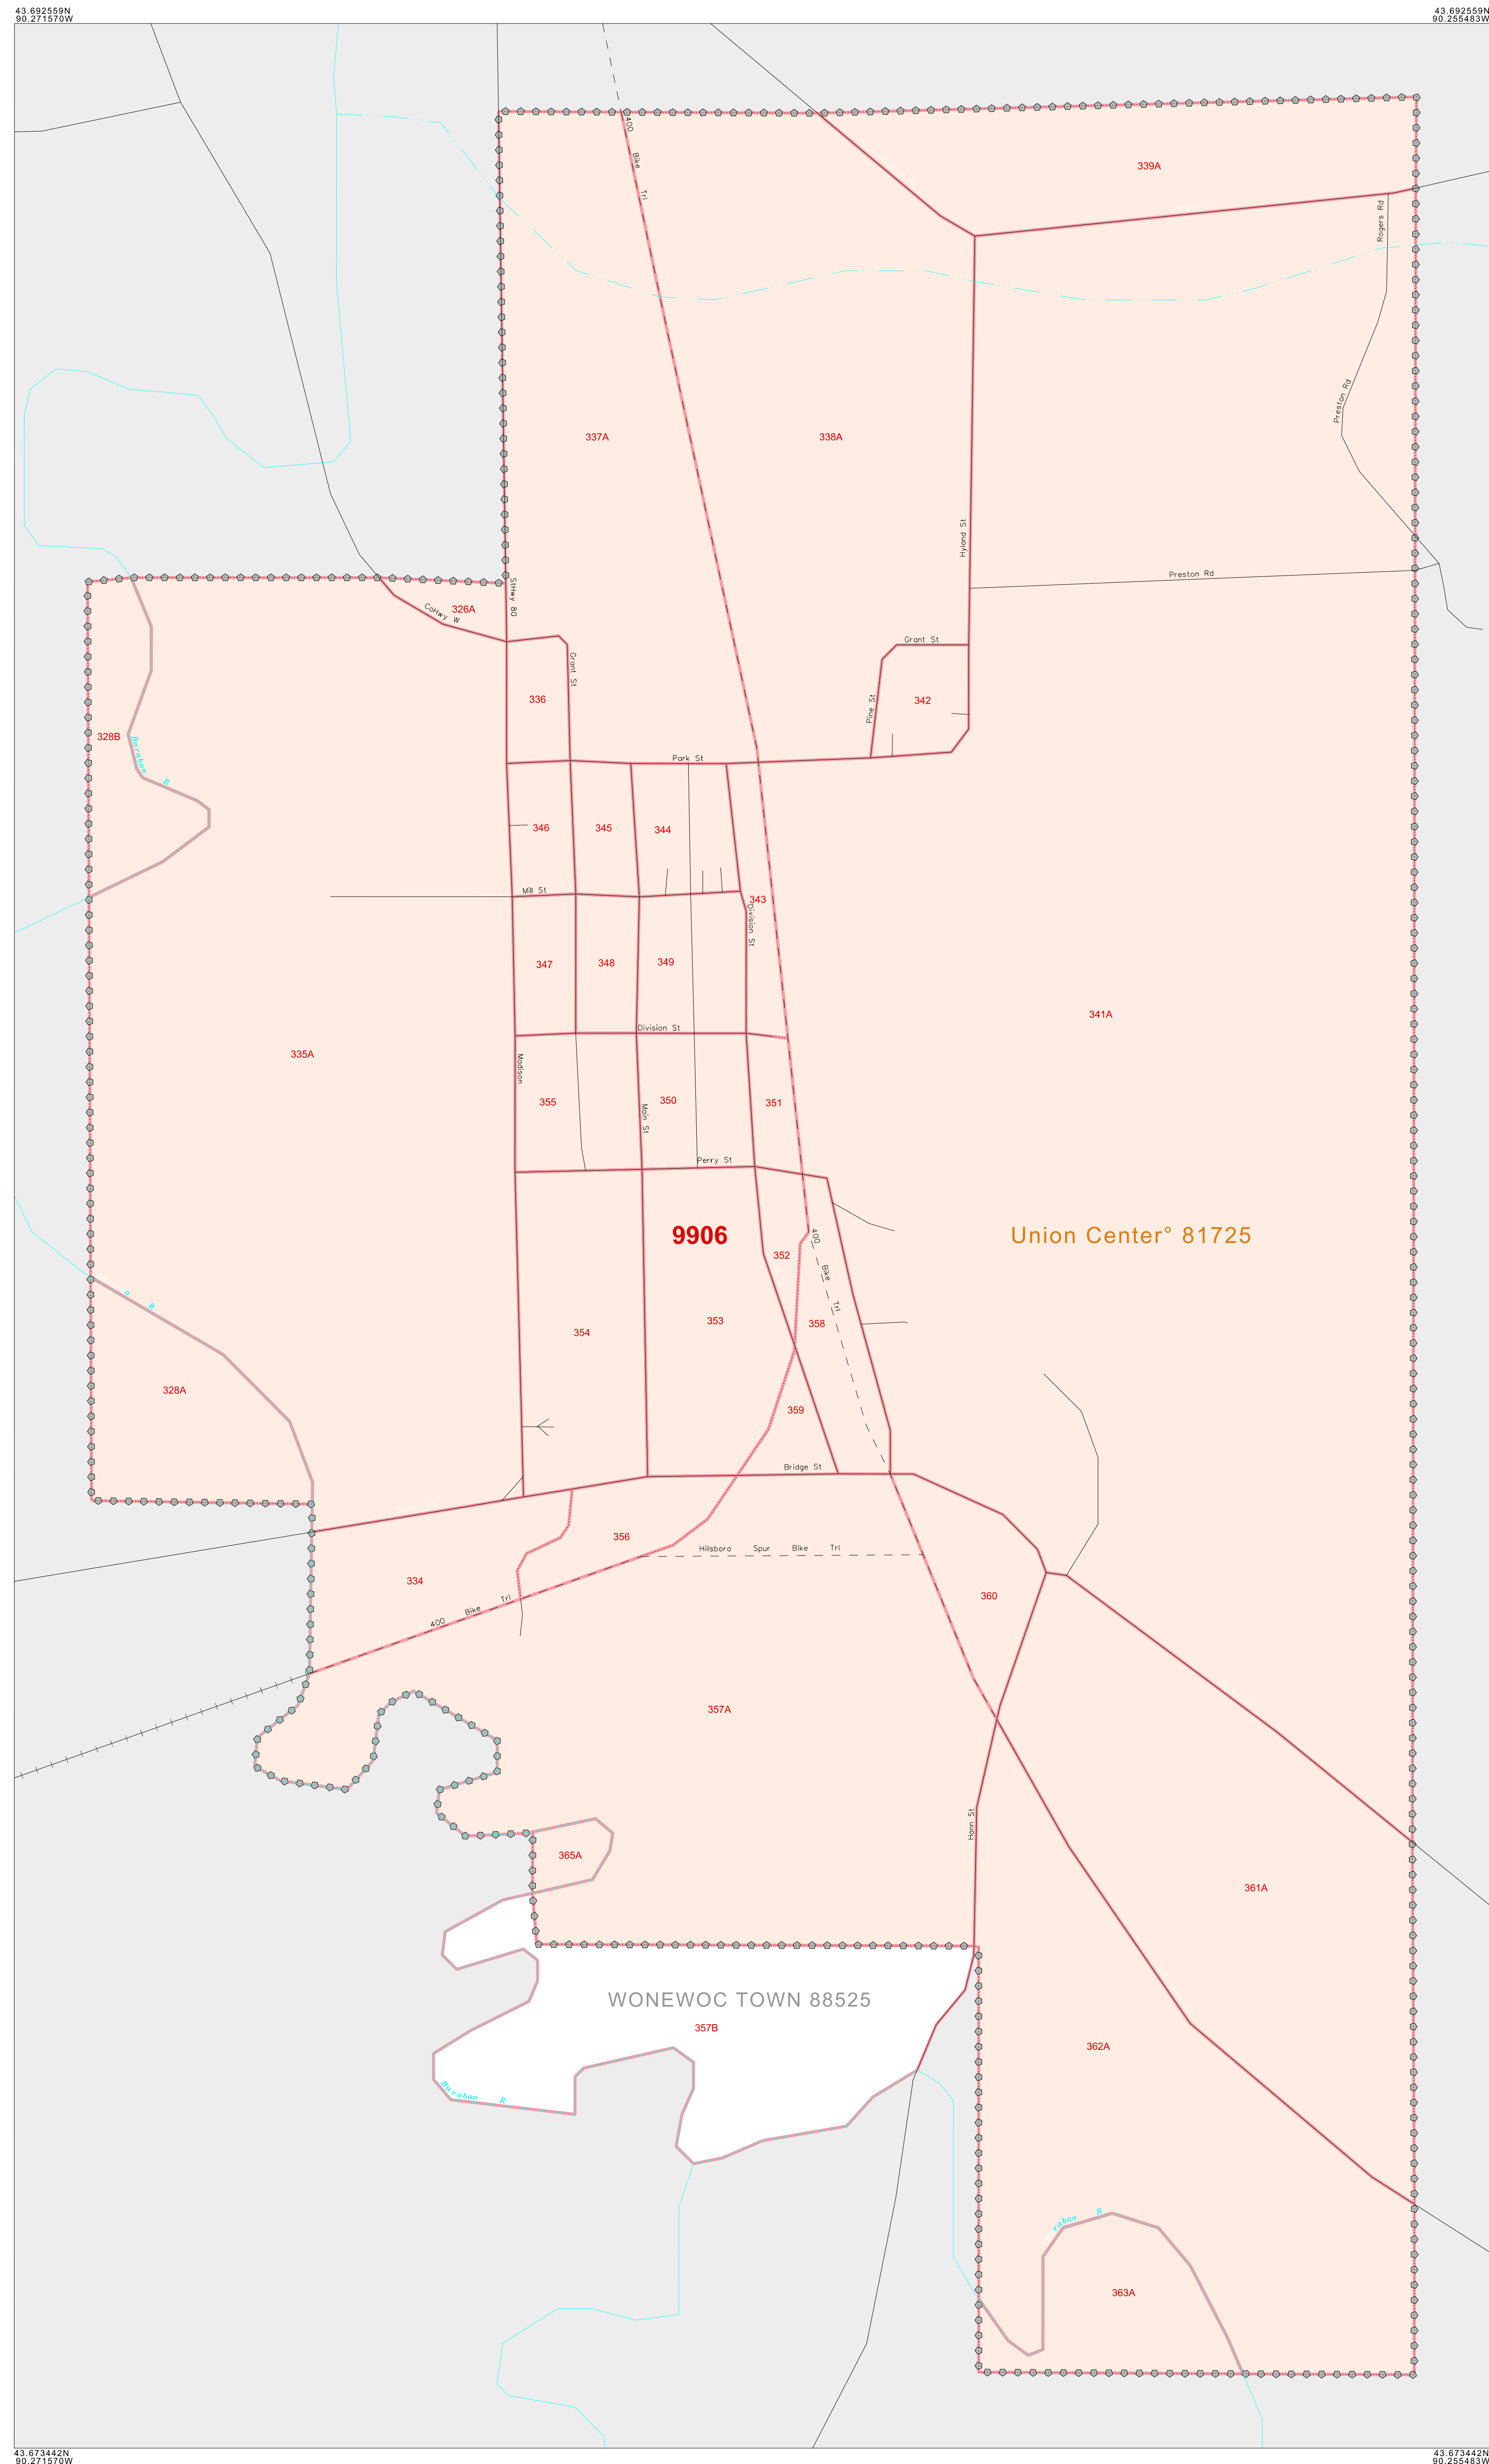 43.692559N
90.271570W
43.692559N
90.255483W
400 Bike Trl
339A
Rogers Rd
Preston Rd
337A
338A
Hyland St
Preston Rd
StHwy 80
326A
CoHwy W
Grant St
Grant St
336
342
Pine St
328B
Baraboo R
Park St
346
345
344
Mill St
343
Division St
347
348
349
341A
Division St
335A
Madison
355
350
Main St
351
Perry St
9906
Union Center° 81725
352
400 Bike Trl
o R
353
358
354
328A
359
Bridge St
356
Hillsboro Spur Bike Trl
334
360
400 Bike Trl
357A
Hann St
365A
361A
WONEWOC TOWN 88525
357B
362A
Baraboo R
raboo R
363A
43.673442N
90.271570W
43.673442N
90.255483W